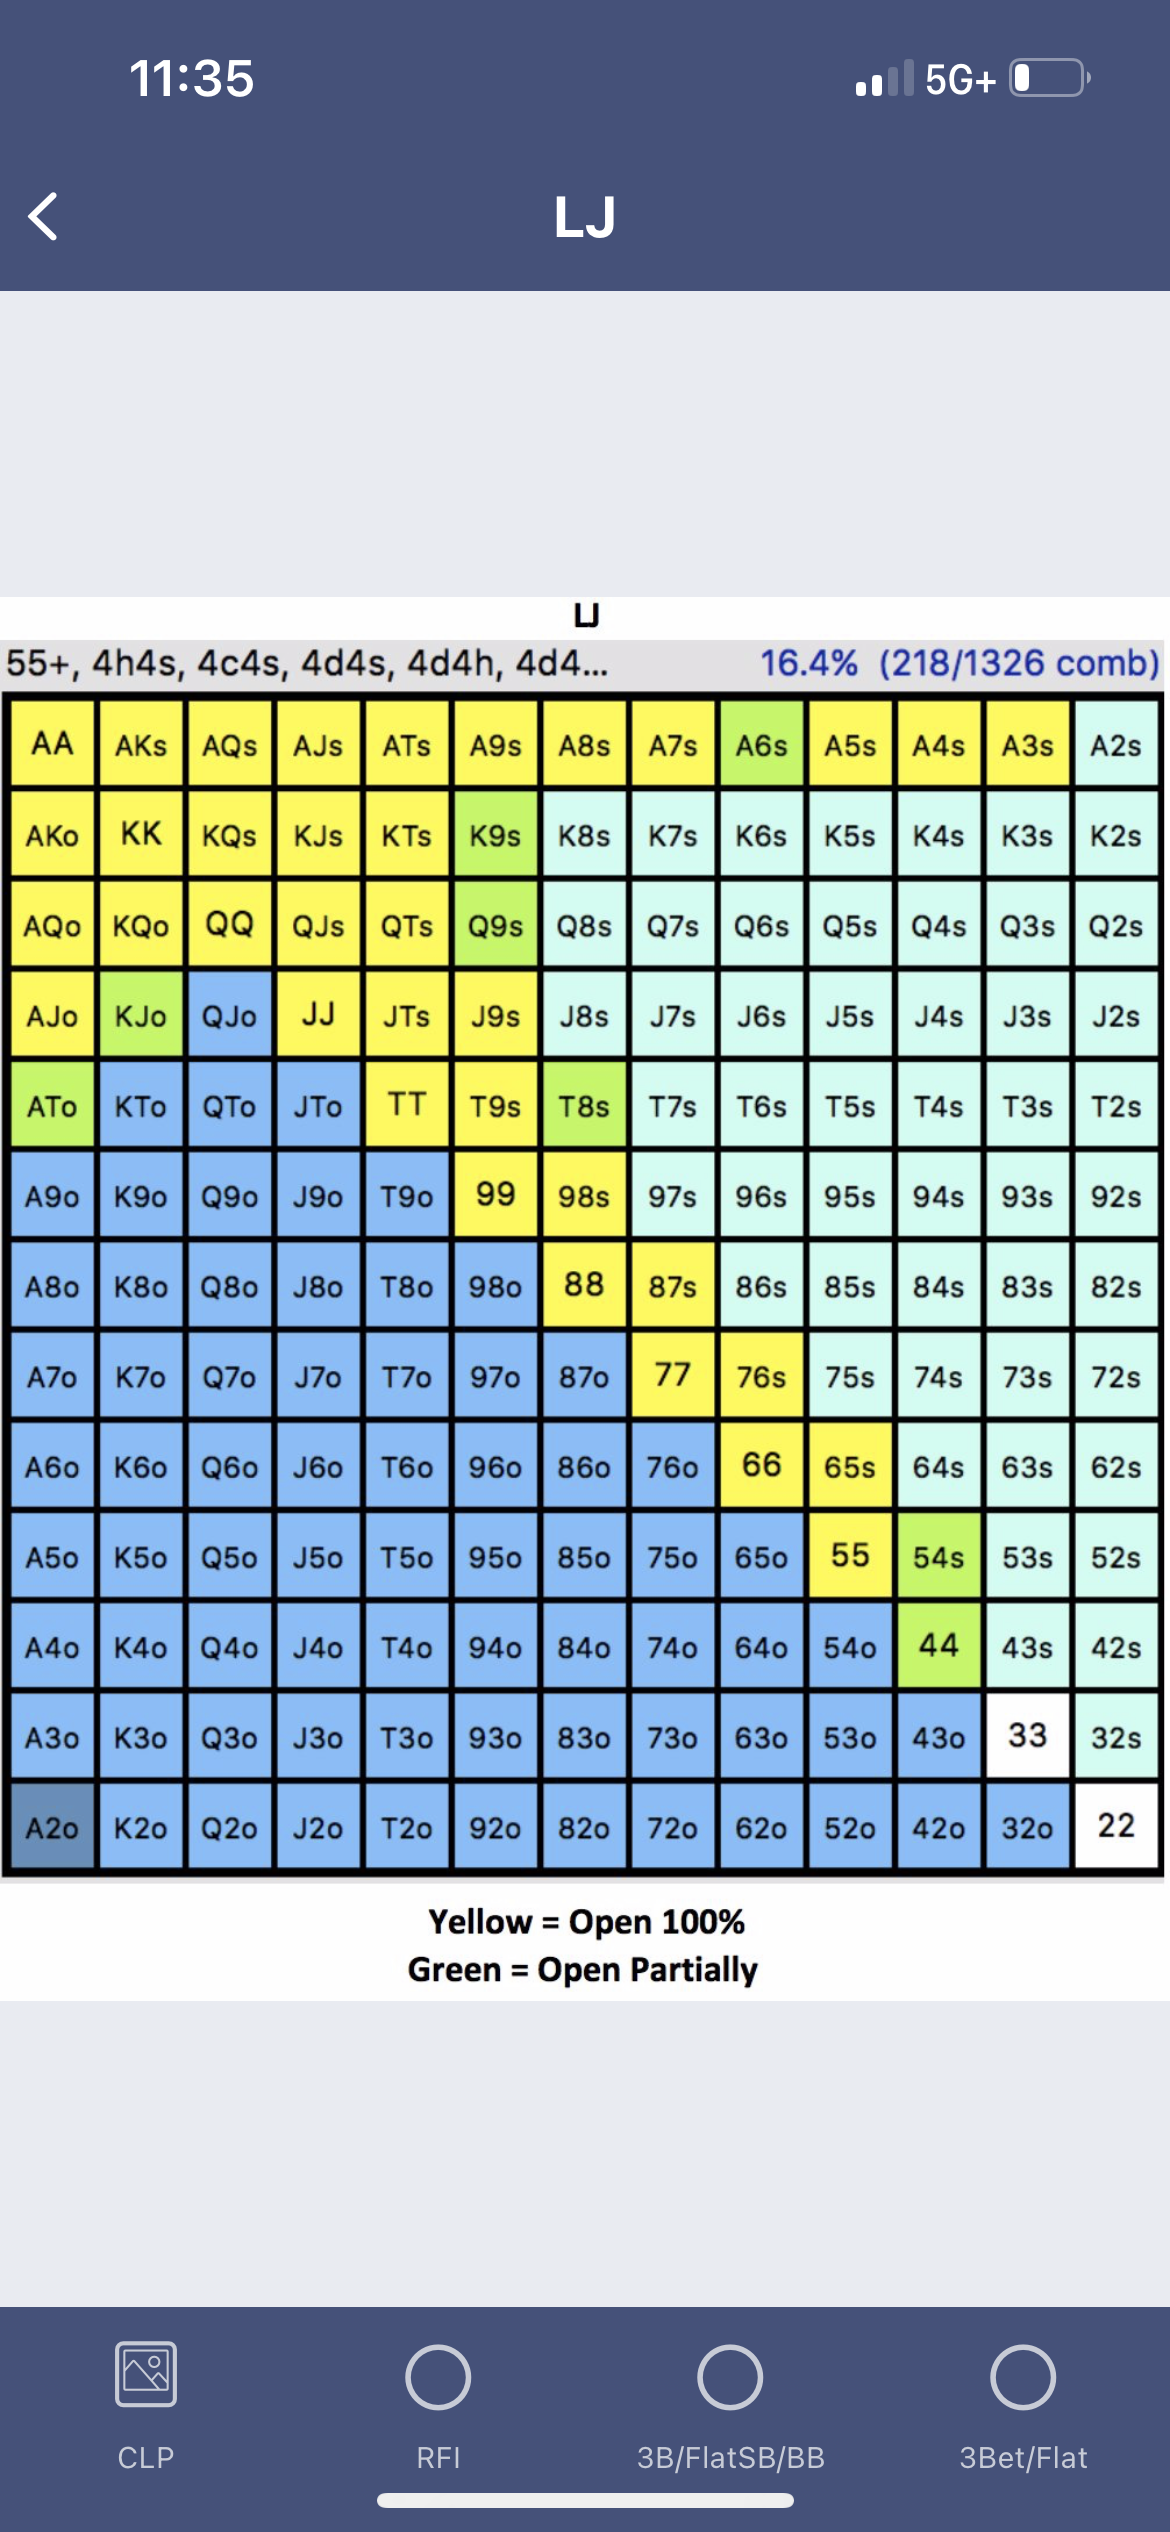 11:35 5G+
LJ
LJ
55+, 4h4s, 4c4s, 4d4s, 4d4h, 4d4... 16.4% (218/1326 comb)
AA AKs AQs AJs ATs A9s A8s A7s A6s A5s A4s A3s A2s
AKo KK KQs KJs KTs K9s K8s K7s K6s K5s K4s K3s K2s
AQo KQo QQ QJs QTs Q9s Q8s Q7s Q6s Q5s Q4s Q3s Q2s
AJo KJo QJo JJ JTs J9s J8s J7s J6s J5s J4s J3s J2s
ATo KTo QTo JTo TT T9s T8s T7s T6s T5s T4s T3s T2s
A9o K9o Q9o J9o T9o 99 98s 97s 96s 95s 94s 93s 92s
A8o K8o Q8o J8o T8o 98o 88 87s 86s 85s 84s 83s 82s
A7o K7o Q7o J7o T7o 97o 87o 77 76s 75s 74s 73s 72s
A6o K6o Q6o J6o T6o 96o 86o 76o 66 65s 64s 63s 62s
A5o K5o Q5o J5o T5o 95o 85o 75o 65o 55 54s 53s 52s
A4o K4o Q4o J4o T4o 94o 84o 74o 64o 54o 44 43s 42s
A3o K3o Q3o J3o T3o 93o 83o 73o 63o 53o 43o 33 32s
A2o K2o Q2o J2o T2o 92o 82o 72o 62o 52o 42o 32o 22
Yellow = Open 100%
Green = Open Partially
CLP RFI 3B/FlatSB/BB 3Bet/Flat